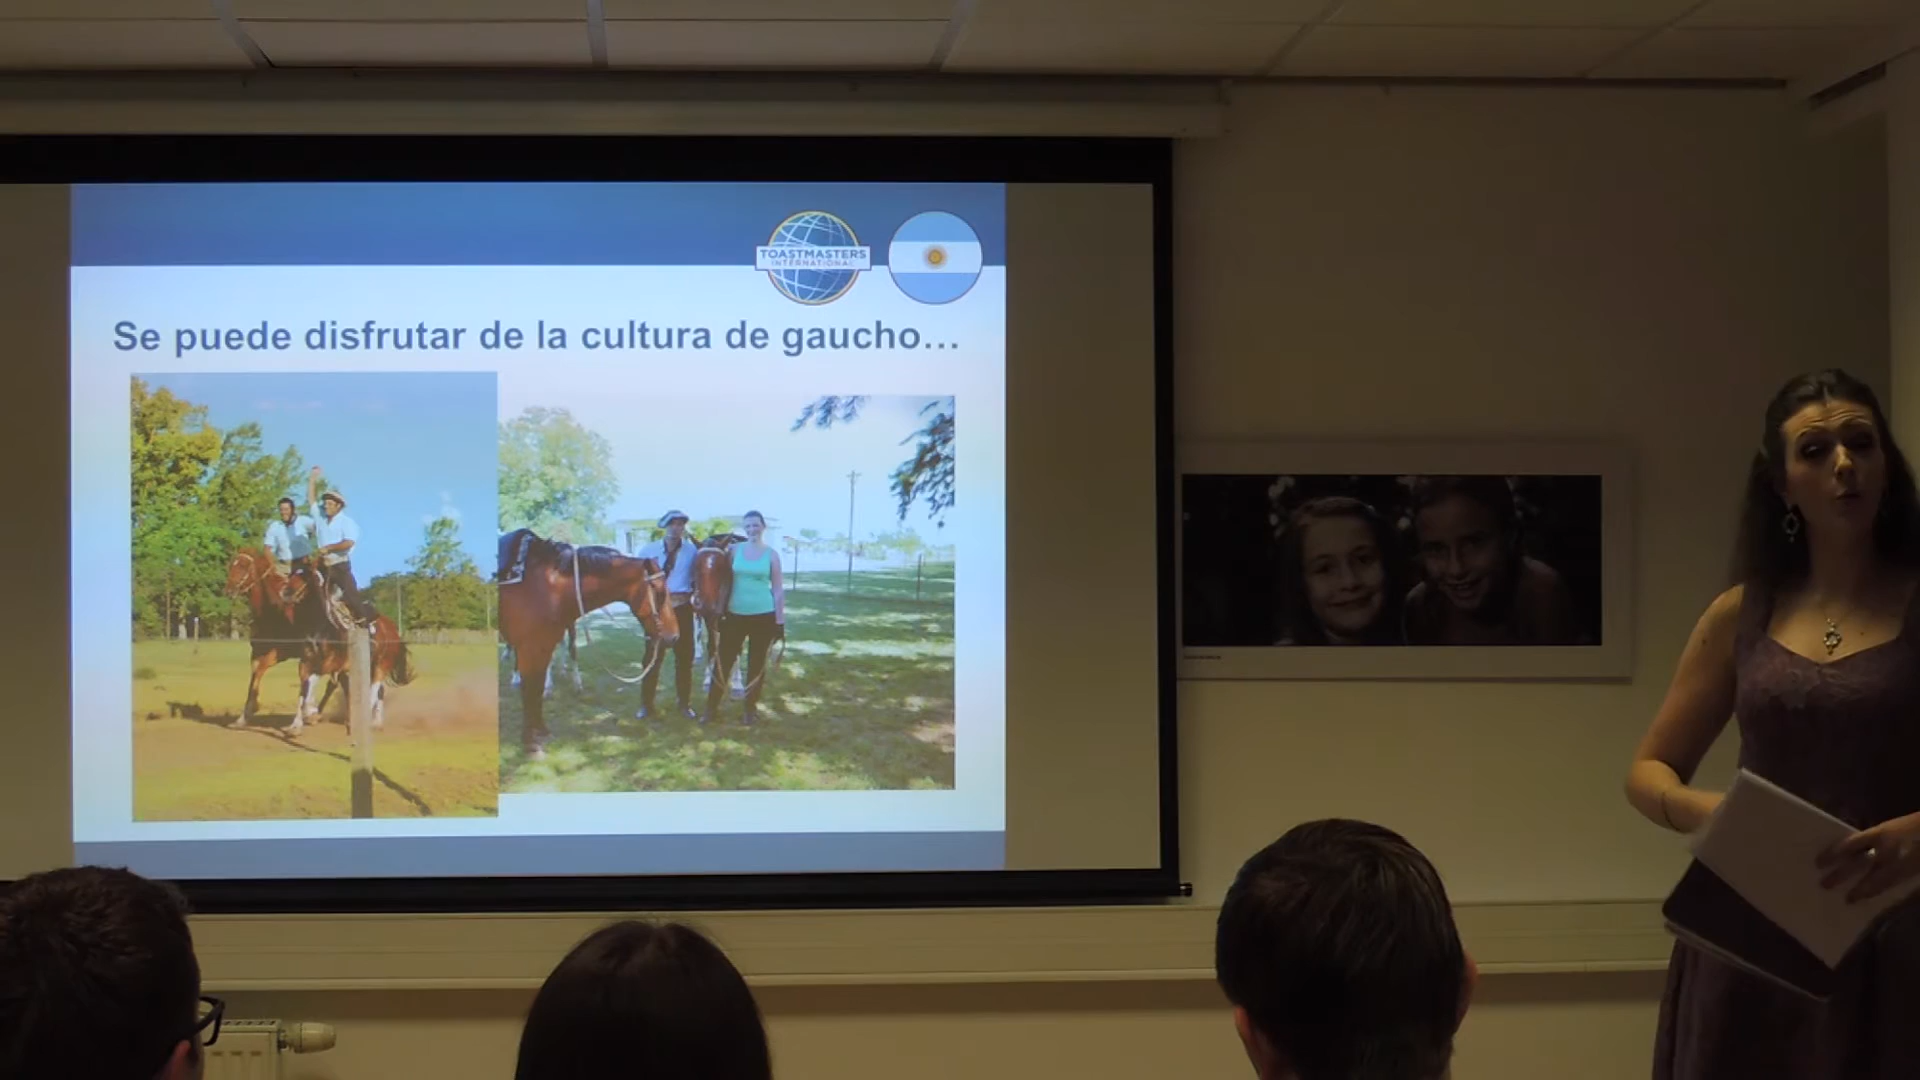 TOASTMASTERS
INTERNATIONAL
Se puede disfrutar de la cultura de gaucho...